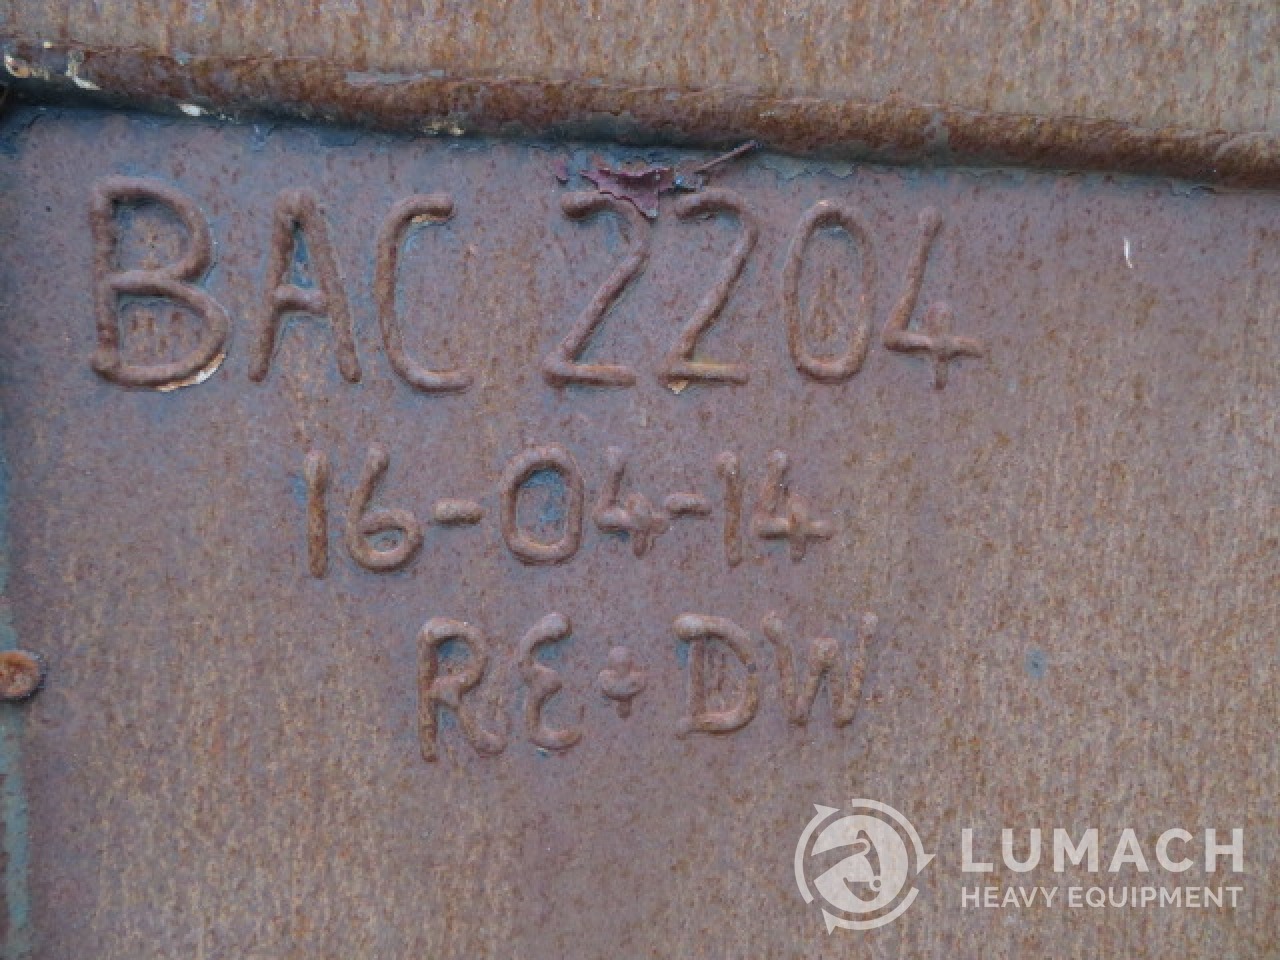 BAC 2204
16-04-14
RE+DW
LUMACH
HEAVY EQUIPMENT